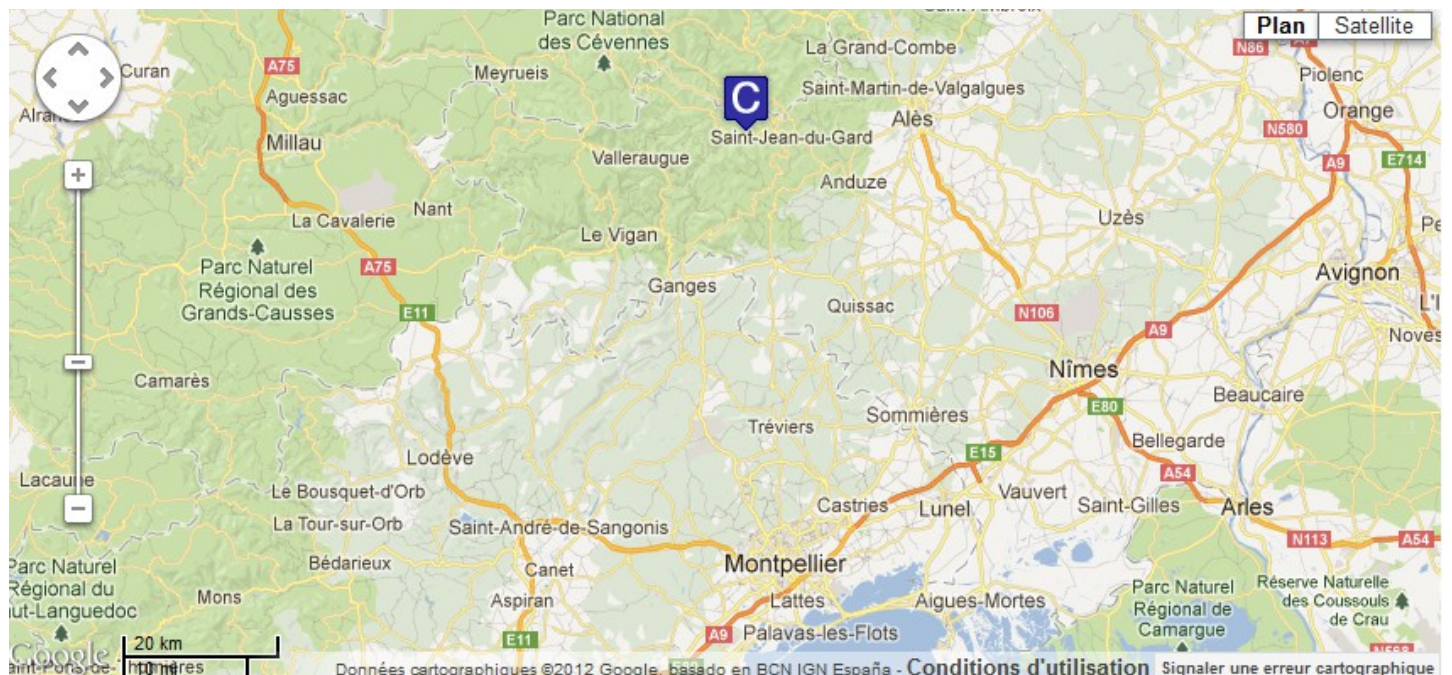 Parc National
des Cévennes
Plan Satellite
N86
La Grand-Combe
A75
Curan
Meyrueis
Piolenc
C
Saint-Martin-de-Valgalgues
Aguessac
Orange
Alès
N580
Millau
Saint-Jean-du-Gard
Valleraugue
A9
E714
Anduze
Nant
La Cavalerie
Uzès
Le Vigan
Parc Naturel
Régional des
Grands-Causses
A75
Avignon
Ganges
Quissac
E11
N106
A9
Noves
Nîmes
Camarès
Beaucaire
E80
Sommières
Tréviers
Bellegarde
E15
Lodève
A54
Lacaune
Le Bousquet-d'Orb
Vauvert
Castries
Lunel
Saint-Gilles
Arles
La Tour-sur-Orb
Saint-André-de-Sangonis
N113
A54
Bédarieux
Montpellier
Canet
Parc Naturel
Régional du
ut-Languedoc
Mons
Aspiran
Lattes
Aigues-Mortes
Parc Naturel
Régional de
Camargue
Réserve Naturelle
des Coussouls
de Crau
E11
A9
Palavas-les-Flots
20 km
10 mi
Google
Données cartographiques ©2012 Google, basado en BCN IGN España - Conditions d'utilisation Signaler une erreur cartographique